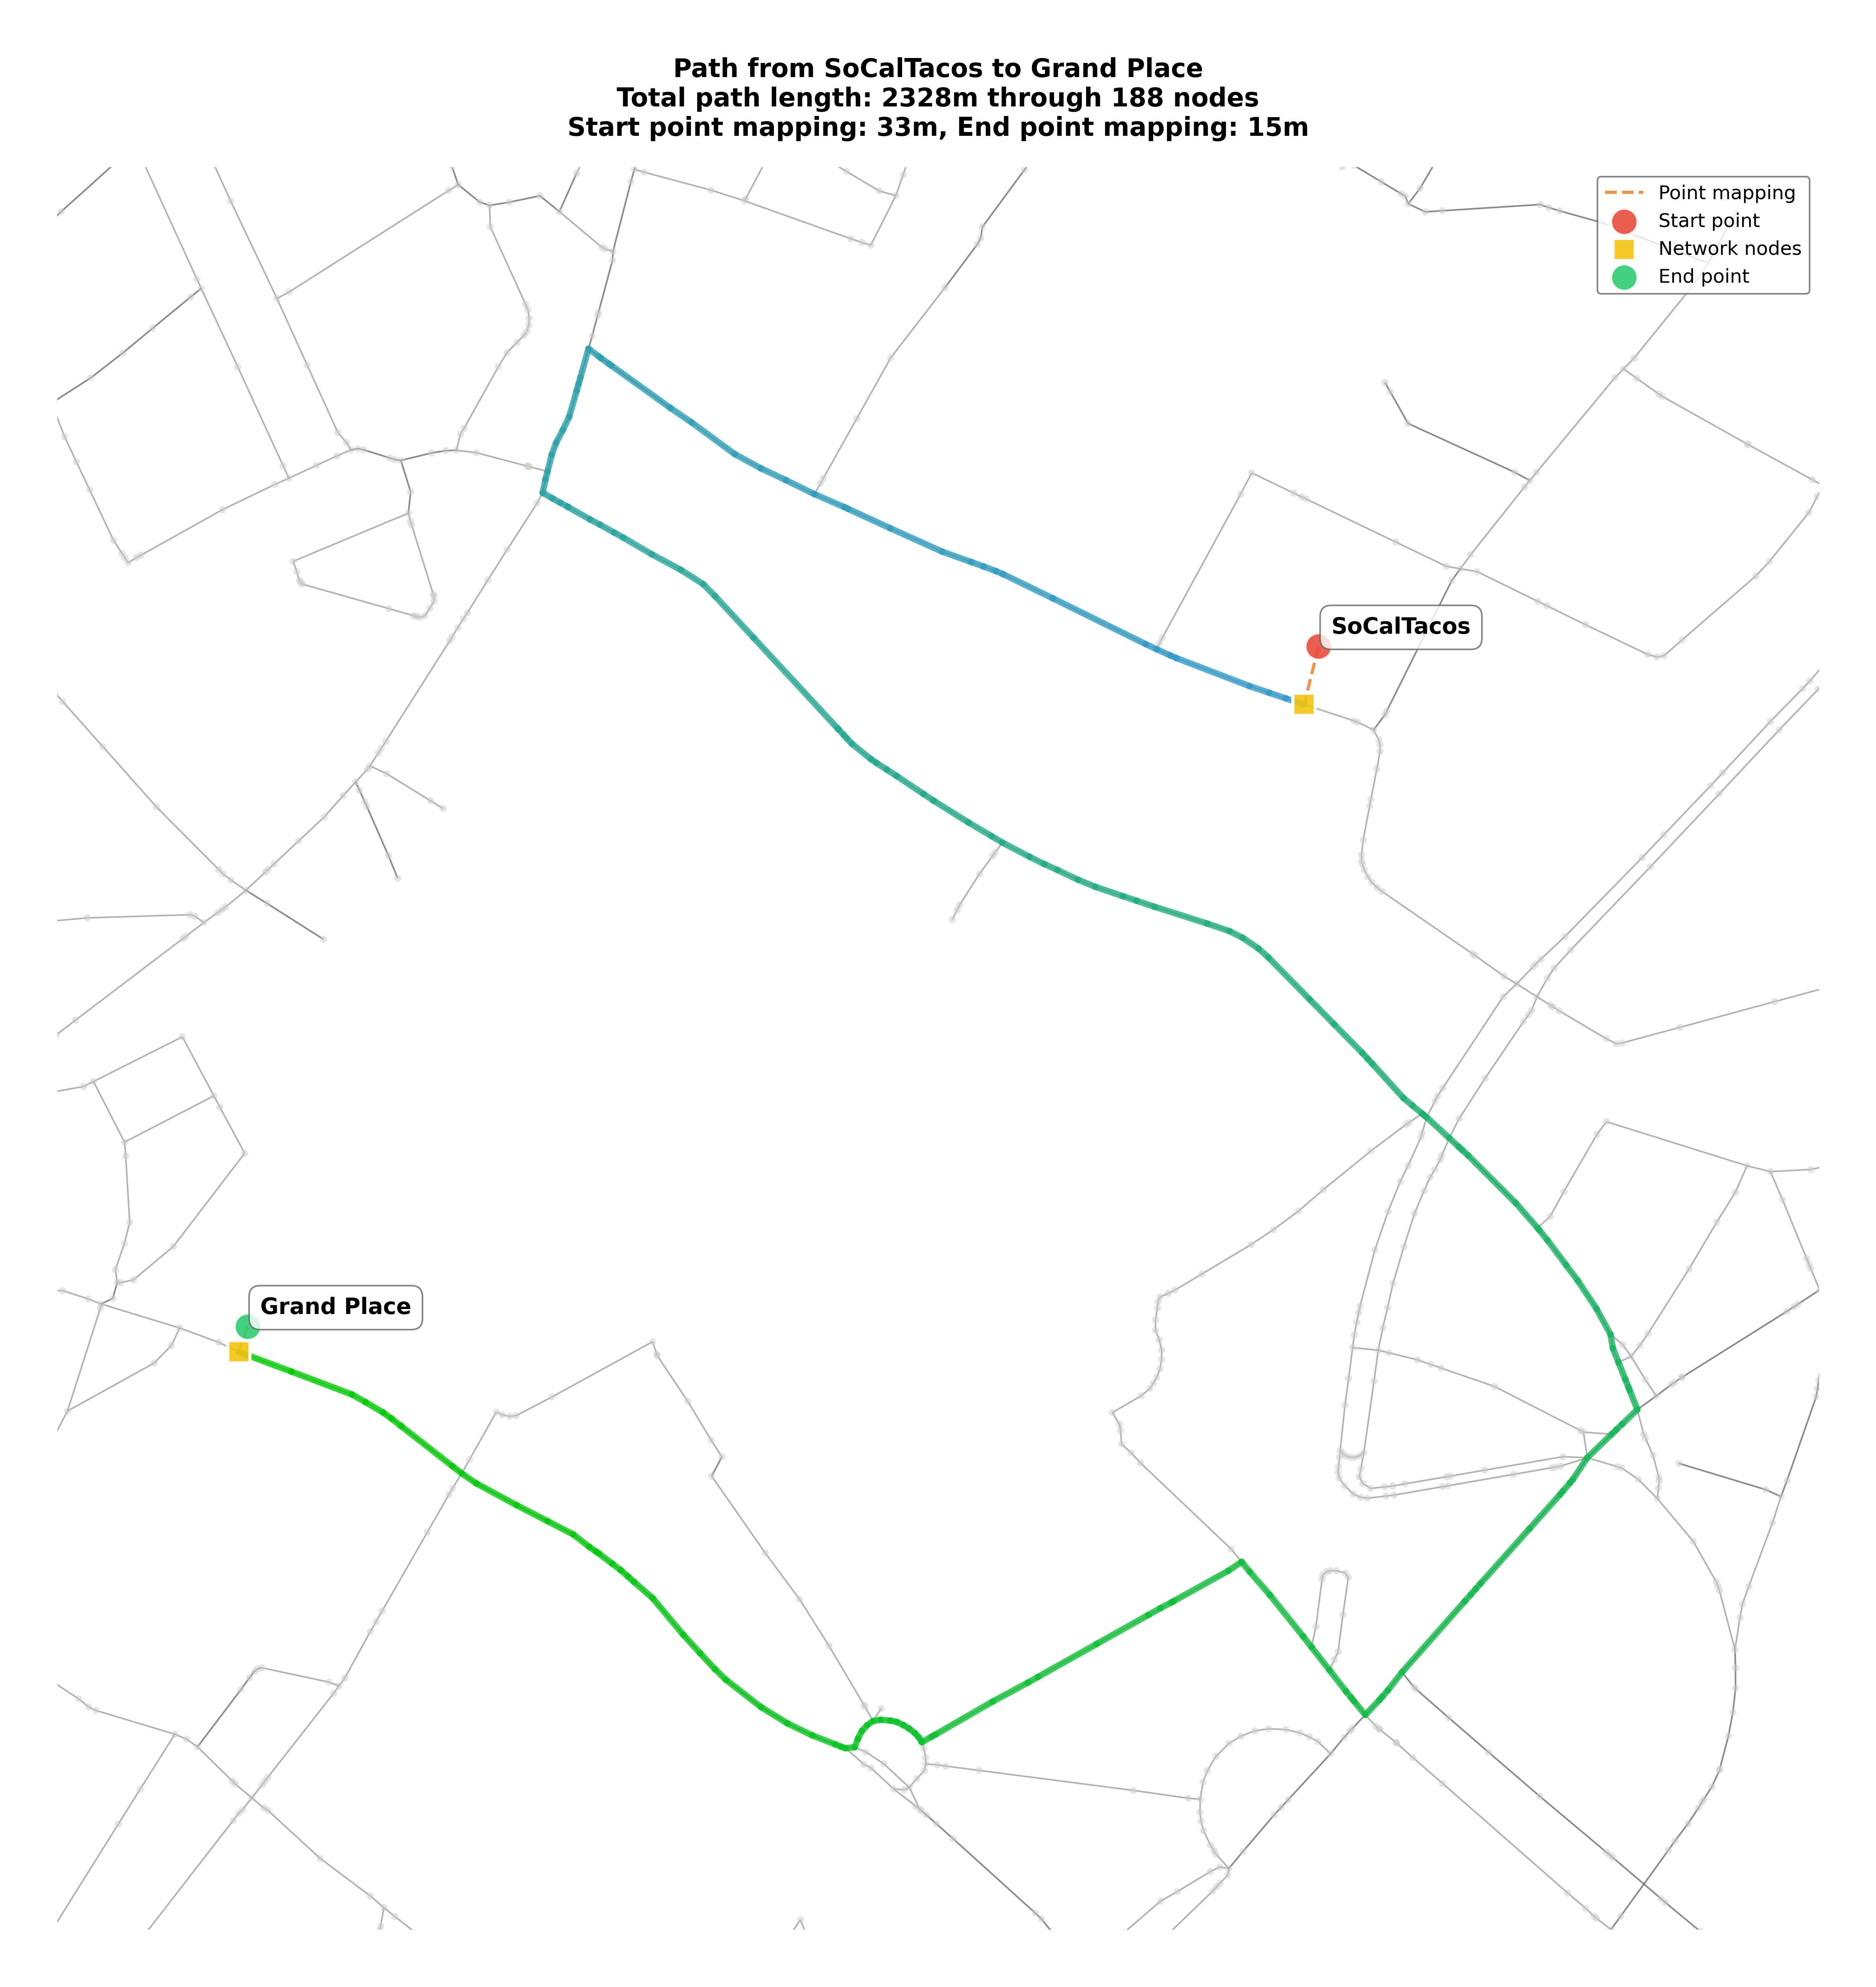 Path from SoCalTacos to Grand Place
Total path length: 2328m through 188 nodes
Start point mapping: 33m, End point mapping: 15m
Point mapping
Start point
Network nodes
End point
SoCalTacos
Grand Place